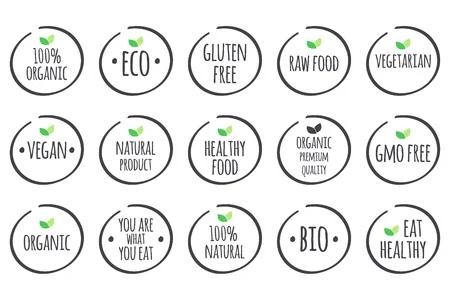 100%
ORGANIC
• ECO •
GLUTEN
FREE
RAW FOOD
VEGETARIAN
• VEGAN •
NATURAL
PRODUCT
HEALTHY
FOOD
ORGANIC
PREMIUM
QUALITY
GMO FREE
ORGANIC
YOU ARE
WHAT
YOU EAT
100%
NATURAL
• BIO •
EAT
HEALTHY